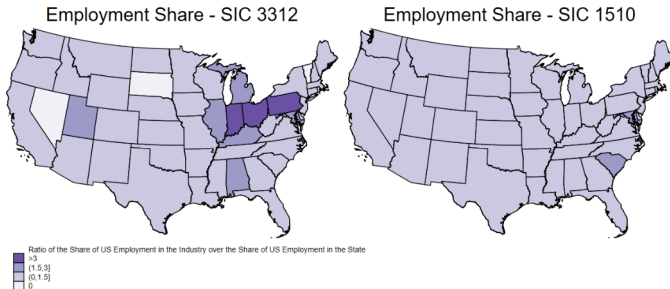 Employment Share - SIC 3312
Employment Share - SIC 1510
Ratio of the Share of US Employment in the Industry over the Share of US Employment in the State
>3
(1.5,3]
(0,1.5]
0